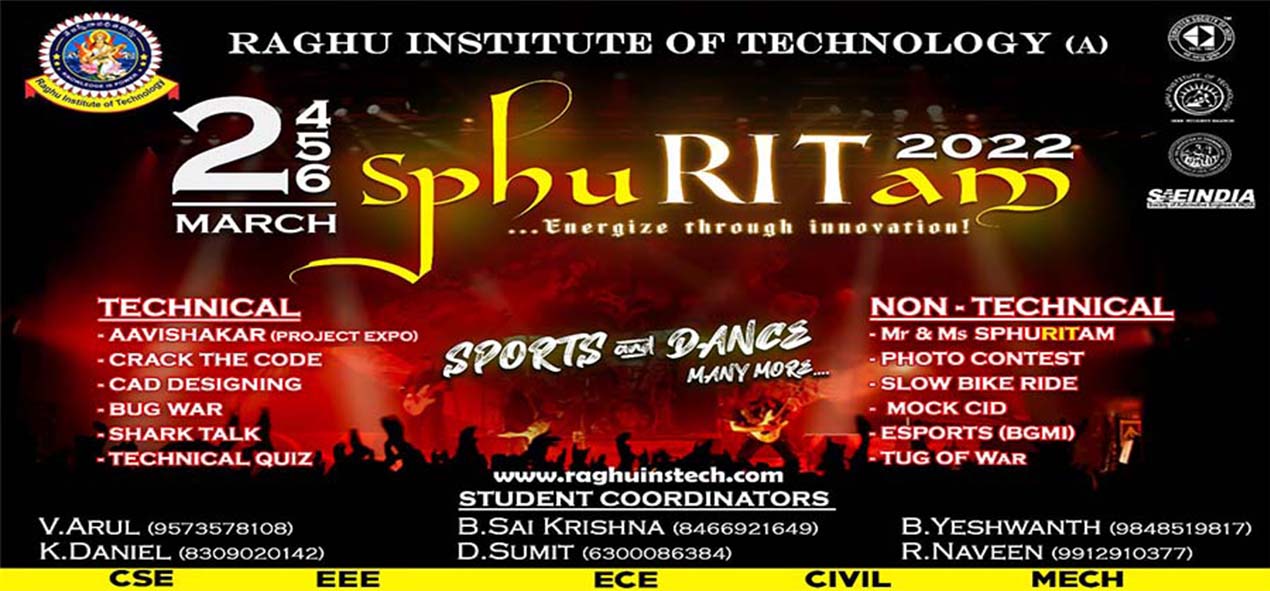 RAGHU INSTITUTE OF TECHNOLOGY (A)
KNOWLEDGE IS POWER
Raghu Institute of Technology
2 4 5 6
MARCH
sphuRITam 2022
...Energize through innovation!
SAEINDIA
TECHNICAL
- AAVISHAKAR (PROJECT EXPO)
- CRACK THE CODE
- CAD DESIGNING
- BUG WAR
- SHARK TALK
- TECHNICAL QUIZ
SPORTS and DANCE
MANY MORE....
NON - TECHNICAL
- Mr & Ms SPHURITAM
- PHOTO CONTEST
- SLOW BIKE RIDE
- MOCK CID
- ESPORTS (BGMI)
- TUG OF WAR
www.raghuinstech.com
STUDENT COORDINATORS
V.ARUL (9573578108)
B.SAI KRISHNA (8466921649)
B.YESHWANTH (9848519817)
K.DANIEL (8309020142)
D.SUMIT (6300086384)
R.NAVEEN (9912910377)
CSE EEE ECE CIVIL MECH